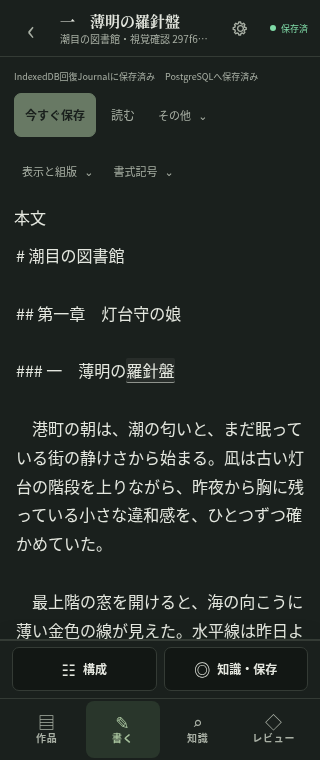 一　薄明の羅針盤
潮目の図書館・視覚確認 297f6…
保存済
IndexedDB回復Journalに保存済み　PostgreSQLへ保存済み
今すぐ保存　読む　その他
表示と組版　書式記号
本文
# 潮目の図書館
## 第一章　灯台守の娘
### 一　薄明の羅針盤
　港町の朝は、潮の匂いと、まだ眠って
いる街の静けさから始まる。凪は古い灯
台の階段を上りながら、昨夜から胸に残
っている小さな違和感を、ひとつずつ確
かめていた。
　最上階の窓を開けると、海の向こうに
薄い金色の線が見えた。水平線は昨日よ
構成　知識・保存
作品　書く　知識　レビュー